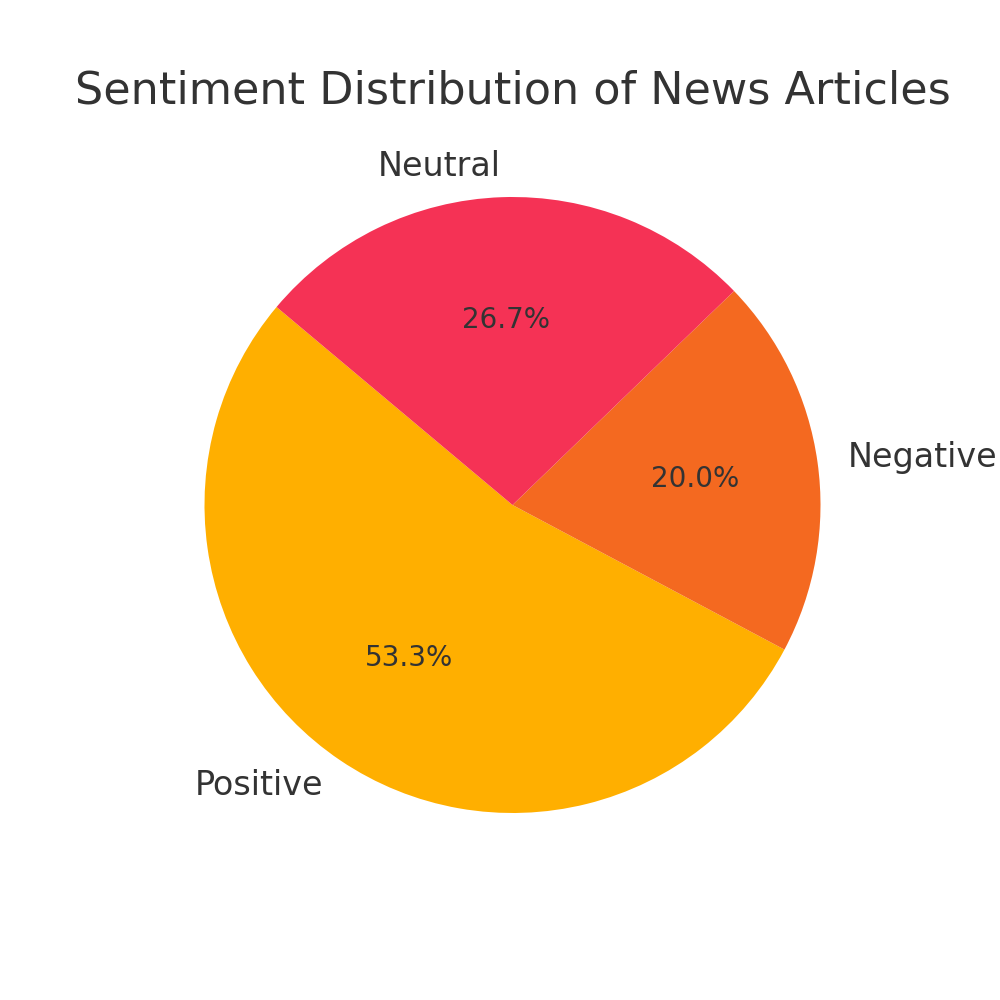 Sentiment Distribution of News Articles
Neutral
26.7%
20.0%
Negative
53.3%
Positive